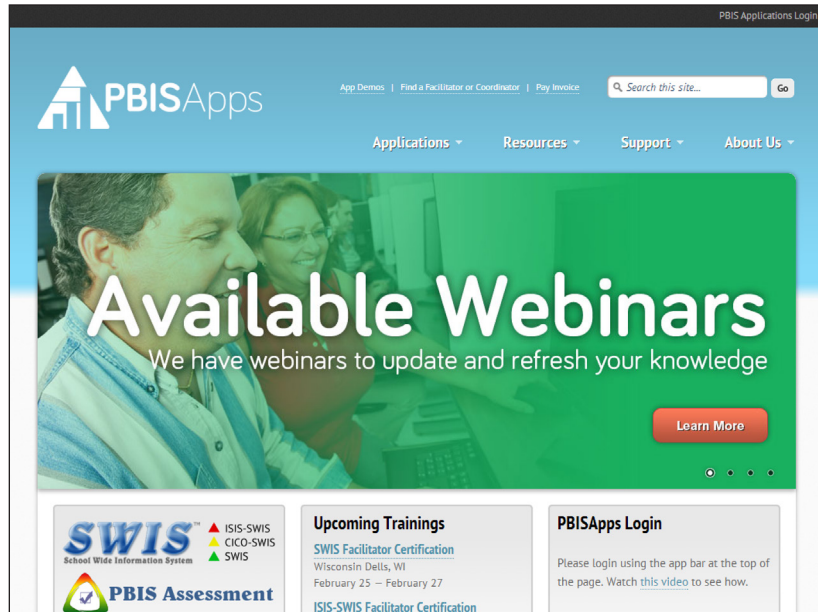 PBIS Applications Login
PBISApps
App Demos | Find a Facilitator or Coordinator | Pay Invoice
Search this site...
Go
Applications
Resources
Support
About Us
Available Webinars
We have webinars to update and refresh your knowledge
Learn More
SWIS™
School Wide Information System
ISIS-SWIS
CICO-SWIS
SWIS
PBIS Assessment
Upcoming Trainings
SWIS Facilitator Certification
Wisconsin Dells, WI
February 25 — February 27
ISIS-SWIS Facilitator Certification
PBISApps Login
Please login using the app bar at the top of
the page. Watch this video to see how.